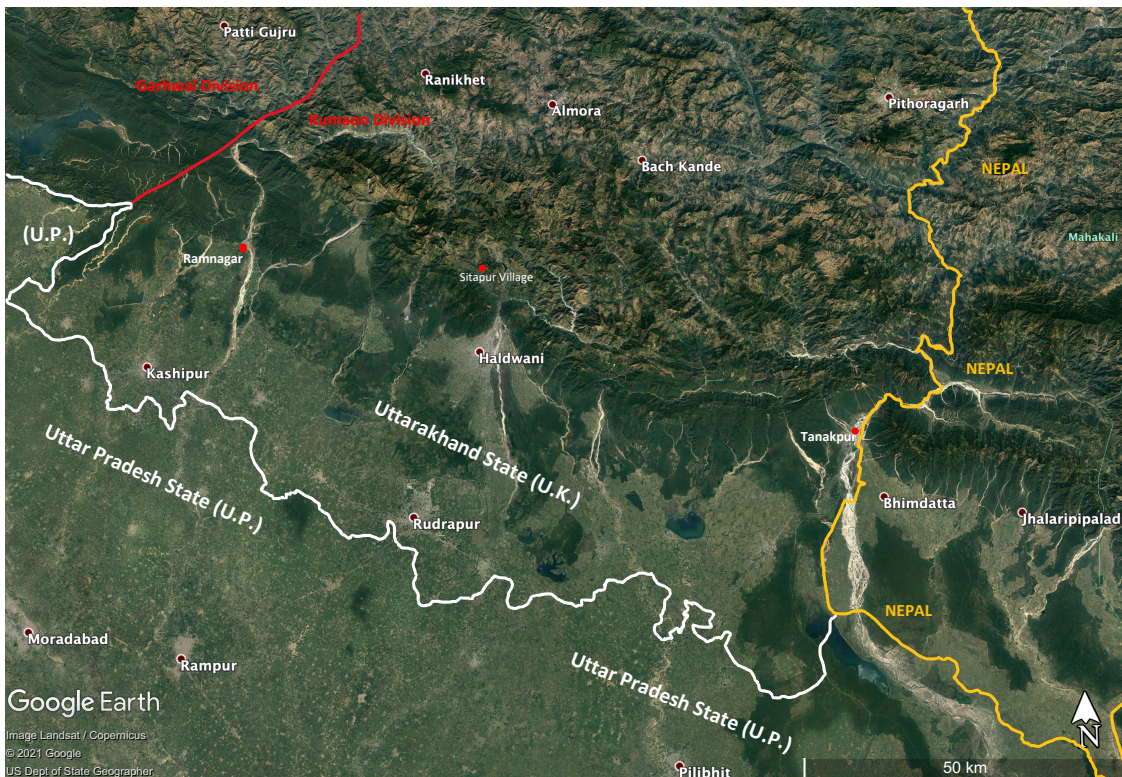 Patti Gujru
Ranikhet
Garhwal Division
Almora
Pithoragarh
Kumaon Division
Bach Kande
NEPAL
(U.P.)
Mahakali
Ramnagar
Sitapur Village
Haldwani
Kashipur
NEPAL
Uttarakhand State (U.K.)
Tanakpur
Uttar Pradesh State (U.P.)
Bhimdatta
Jhalaripipalad
Rudrapur
NEPAL
Moradabad
Rampur
Uttar Pradesh State (U.P.)
Google Earth
N
Image Landsat / Copernicus
© 2021 Google
US Dept of State Geographer
50 km
Pilibhit